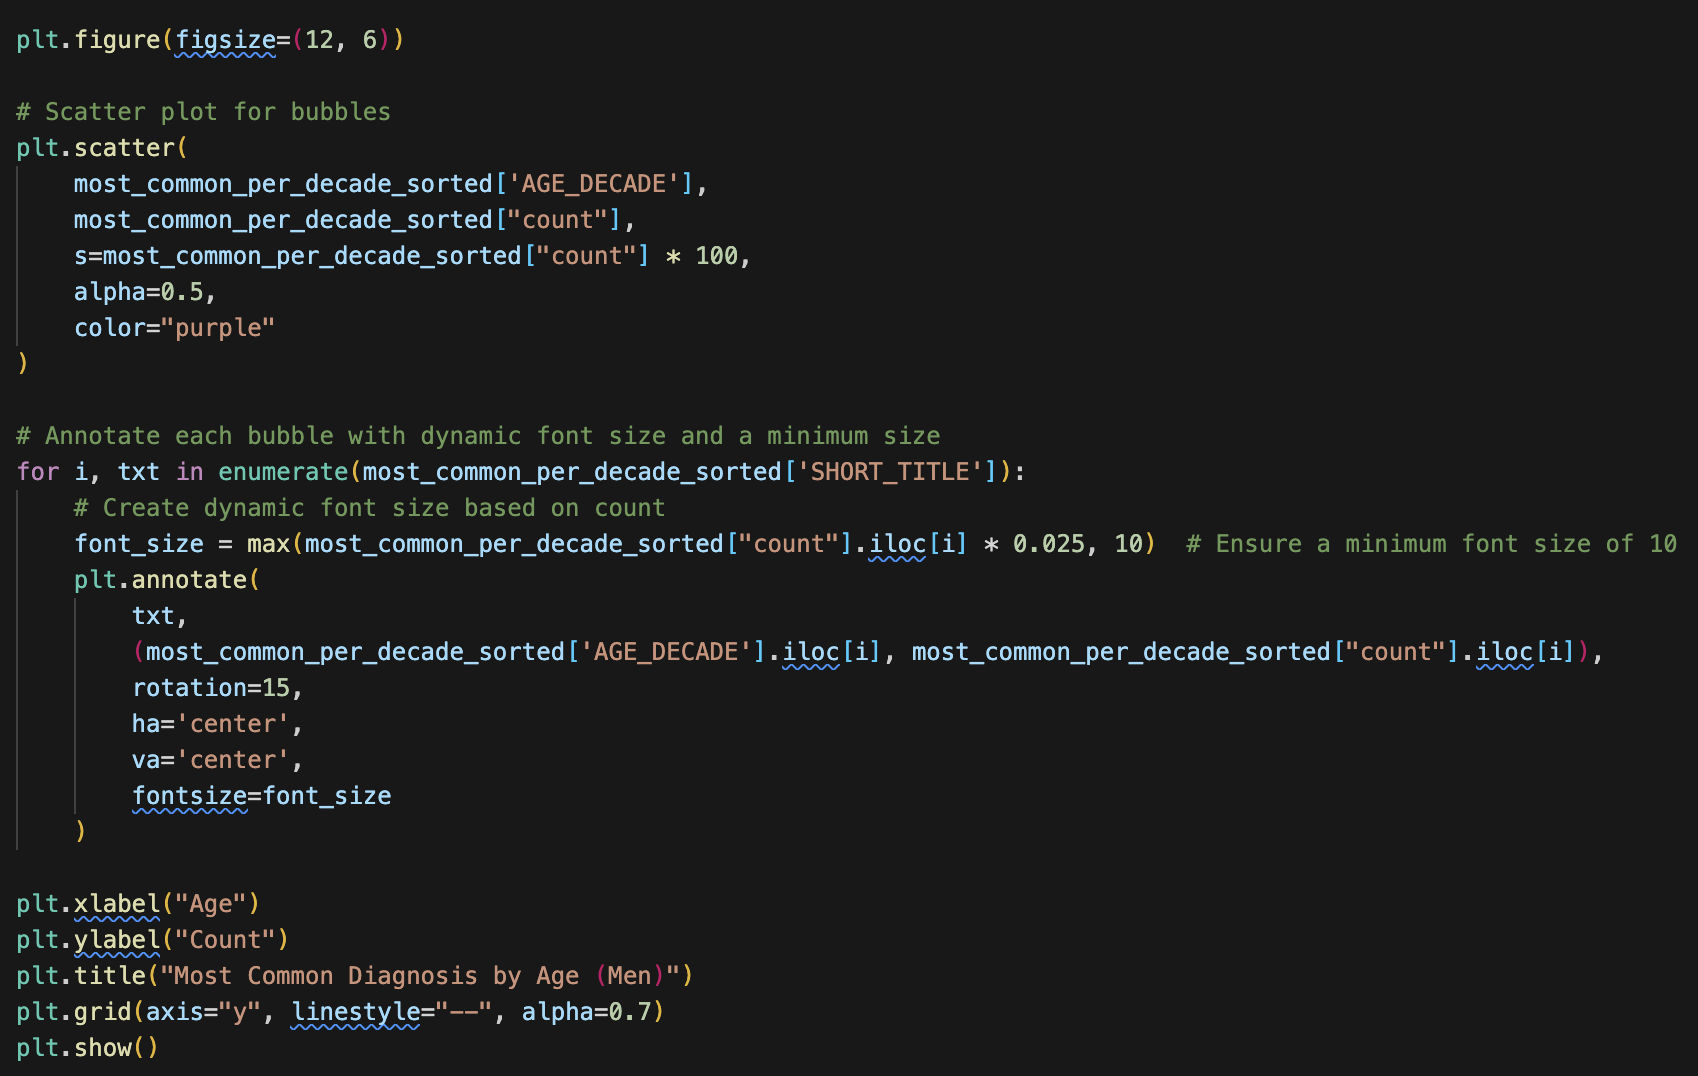 plt.figure(figsize=(12, 6))
# Scatter plot for bubbles
plt.scatter(
    most_common_per_decade_sorted['AGE_DECADE'],
    most_common_per_decade_sorted["count"],
    s=most_common_per_decade_sorted["count"] * 100,
    alpha=0.5,
    color="purple"
)
# Annotate each bubble with dynamic font size and a minimum size
for i, txt in enumerate(most_common_per_decade_sorted['SHORT_TITLE']):
    # Create dynamic font size based on count
    font_size = max(most_common_per_decade_sorted["count"].iloc[i] * 0.025, 10)  # Ensure a minimum font size of 10
    plt.annotate(
        txt,
        (most_common_per_decade_sorted['AGE_DECADE'].iloc[i], most_common_per_decade_sorted["count"].iloc[i]),
        rotation=15,
        ha='center',
        va='center',
        fontsize=font_size
    )
plt.xlabel("Age")
plt.ylabel("Count")
plt.title("Most Common Diagnosis by Age (Men)")
plt.grid(axis="y", linestyle="--", alpha=0.7)
plt.show()